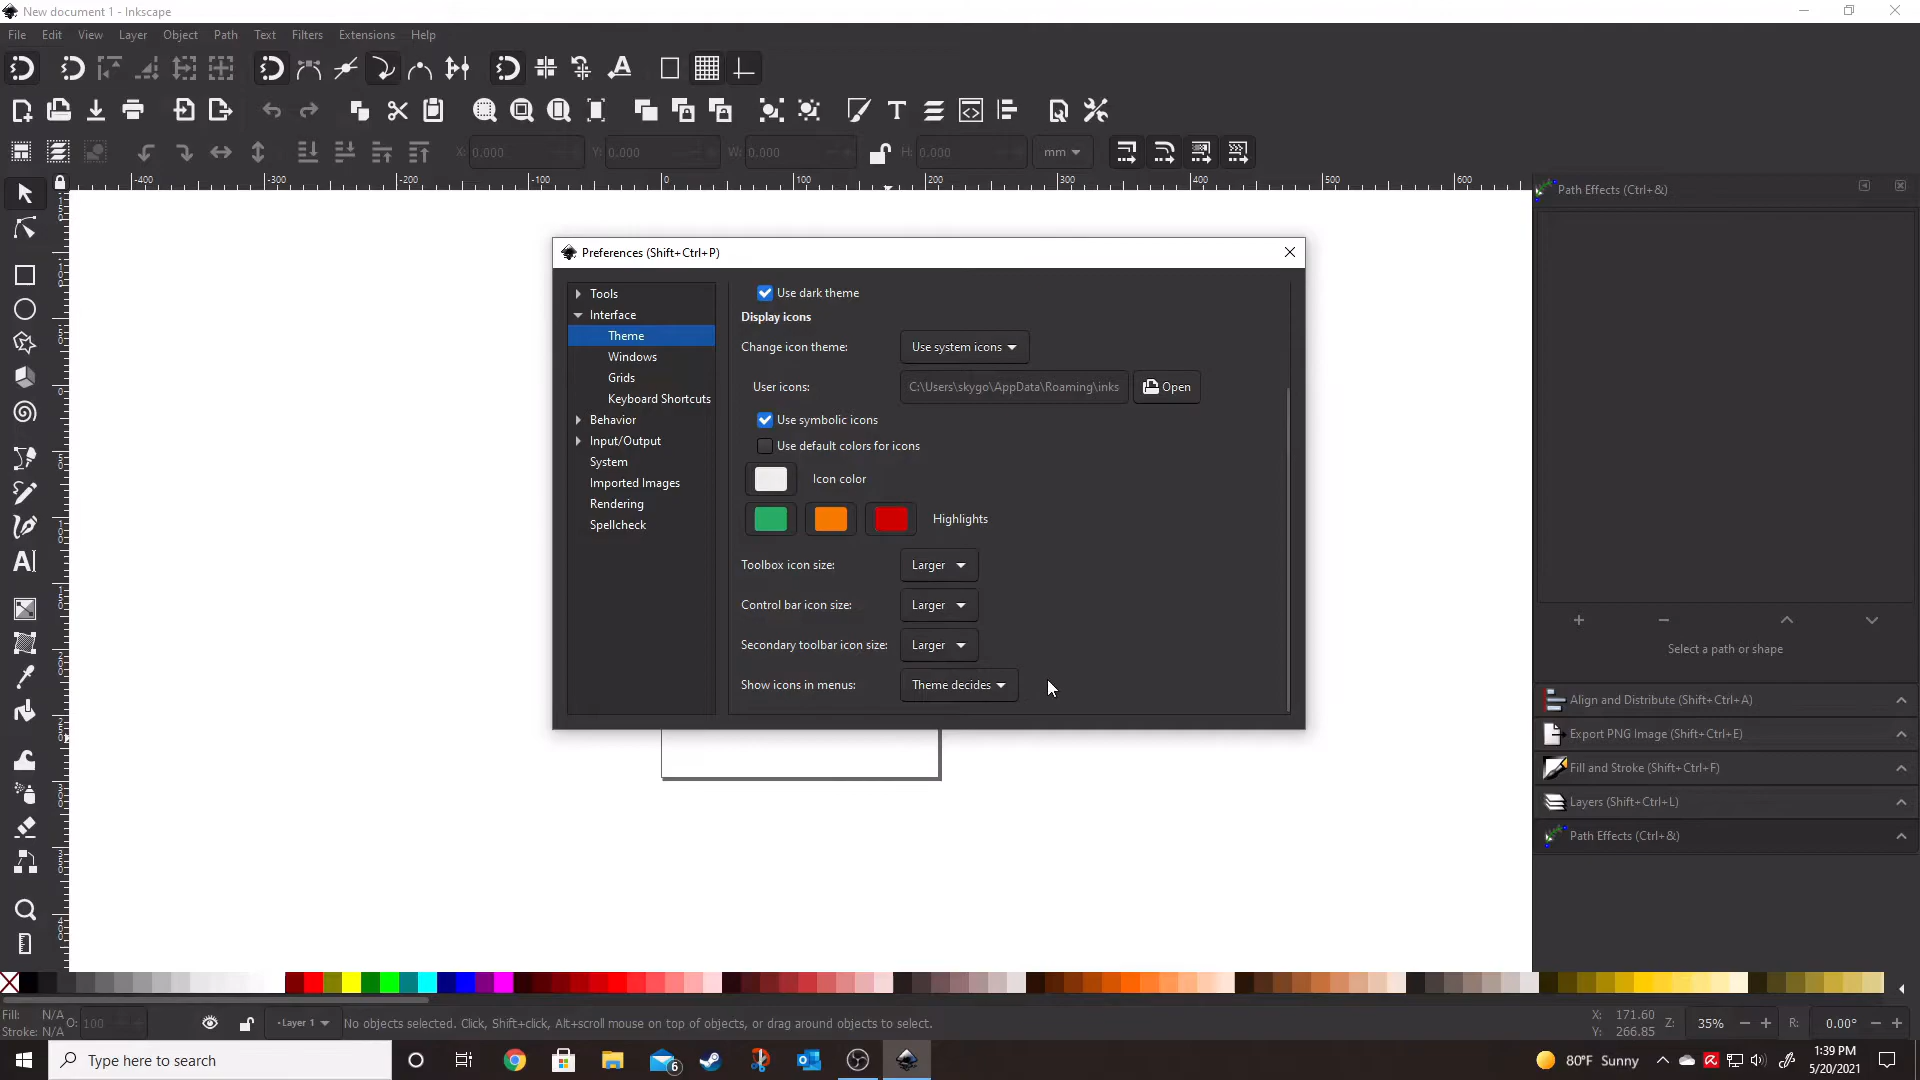 New document 1 - Inkscape
File Edit View Layer Object Path Text Filters Extensions Help
X: 0.000 Y: 0.000 W: 0.000 H: 0.000 mm
-400 -300 -200 -100 0 100 200 300 400 500 600
Path Effects (Ctrl+&)
Preferences (Shift+Ctrl+P)
Tools
Interface
Theme
Windows
Grids
Keyboard Shortcuts
Behavior
Input/Output
System
Imported Images
Rendering
Spellcheck
Use dark theme
Display icons
Change icon theme: Use system icons
User icons: C:\Users\skygo\AppData\Roaming\inks Open
Use symbolic icons
Use default colors for icons
Icon color
Highlights
Toolbox icon size: Larger
Control bar icon size: Larger
Secondary toolbar icon size: Larger
Show icons in menus: Theme decides
Select a path or shape
Align and Distribute (Shift+Ctrl+A)
Export PNG Image (Shift+Ctrl+E)
Fill and Stroke (Shift+Ctrl+F)
Layers (Shift+Ctrl+L)
Path Effects (Ctrl+&)
Fill: N/A
Stroke: N/A
O: 100
Layer 1
No objects selected. Click, Shift+click, Alt+scroll mouse on top of objects, or drag around objects to select.
X: 171.60
Y: 266.85
Z: 35%
R: 0.00°
Type here to search
6
80°F Sunny
1:39 PM
5/20/2021